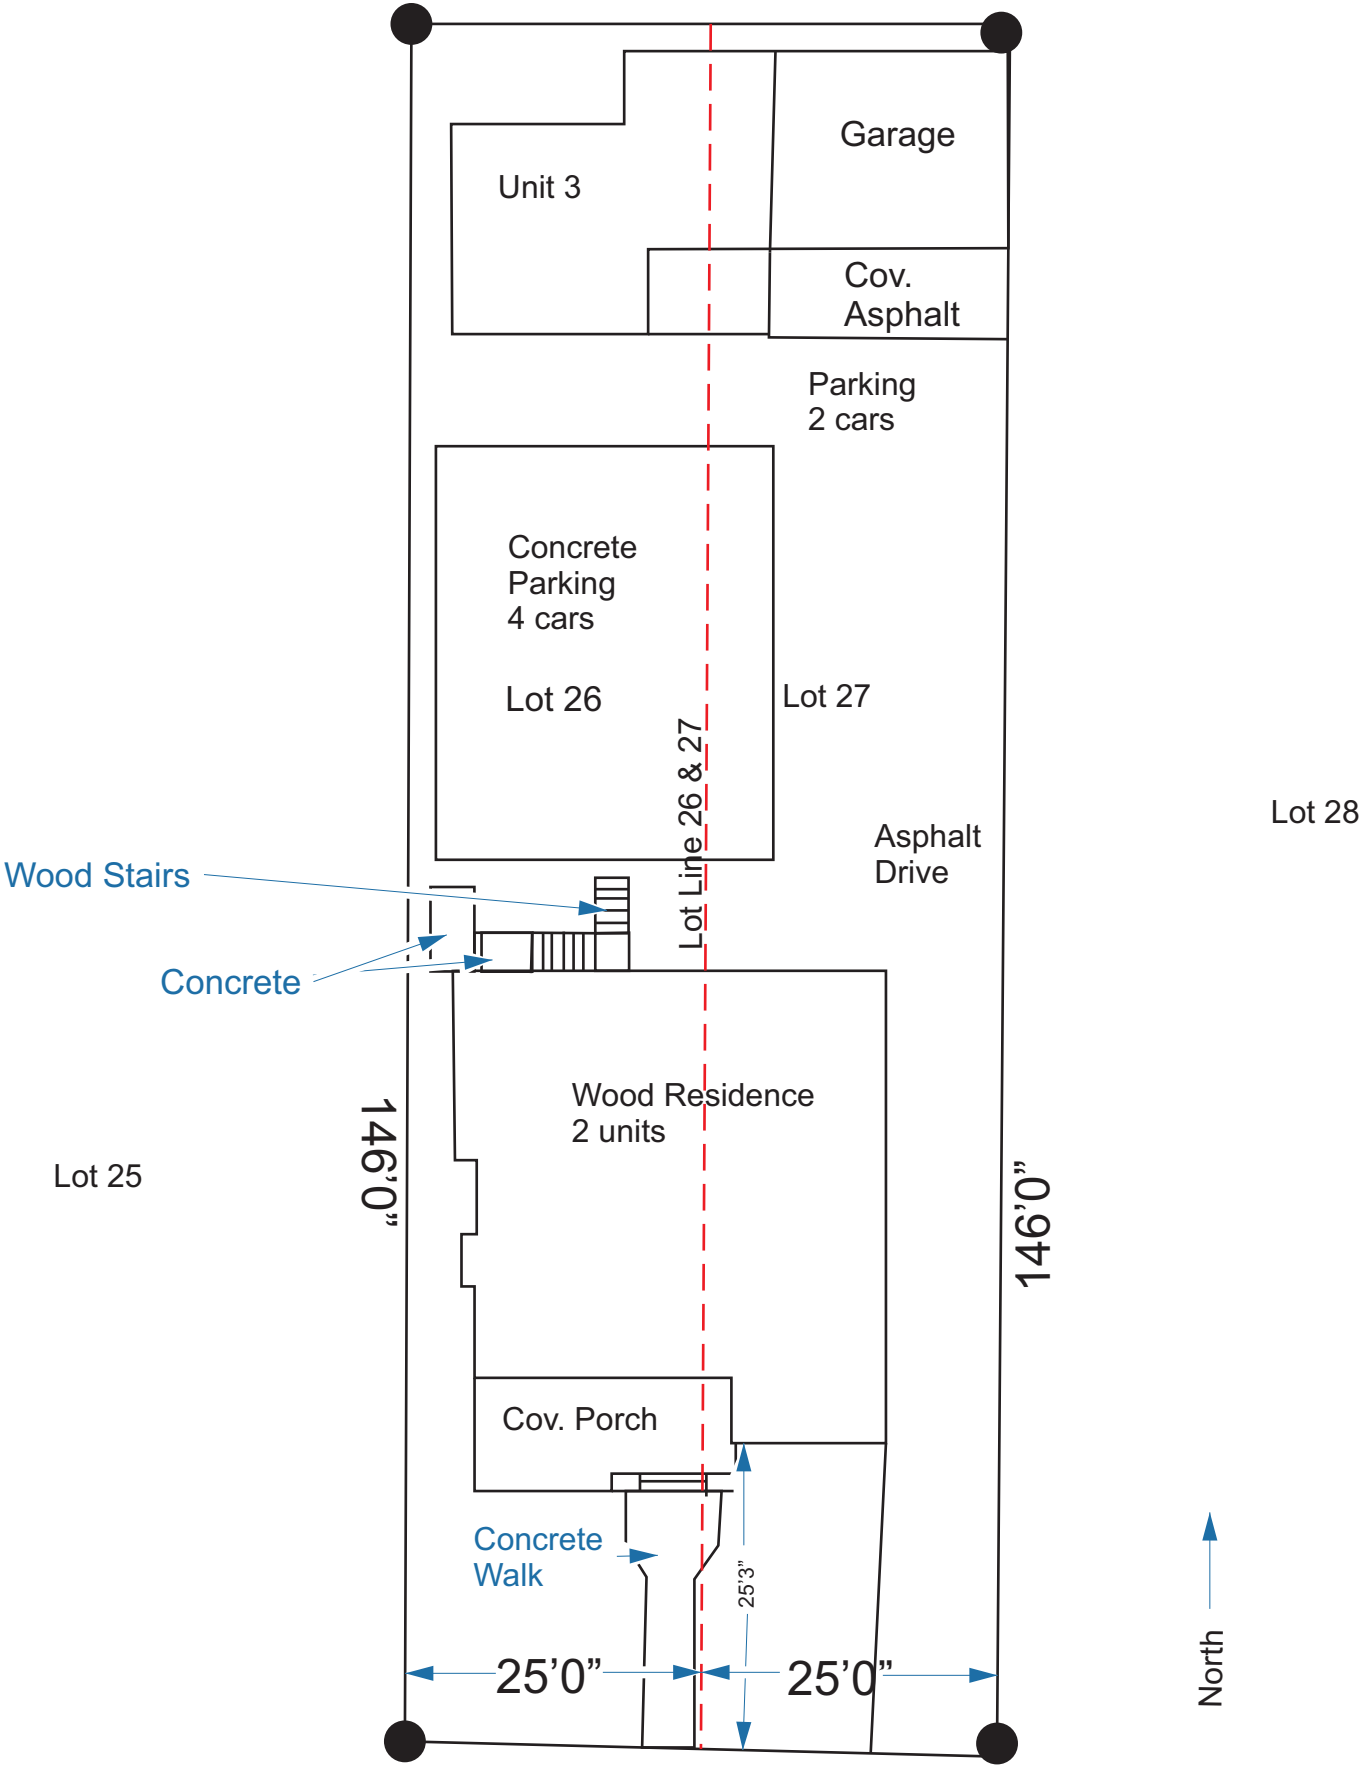 Garage
Unit 3
Cov.
Asphalt
Parking
2 cars
Concrete
Parking
4 cars
Lot 26
Lot 27
Lot Line 26 & 27
Lot 28
Asphalt
Drive
Wood Stairs
Concrete
Wood Residence
2 units
146’0”
Lot 25
146’0”
Cov. Porch
Concrete
Walk
25’3”
25’0”
25’0”
North